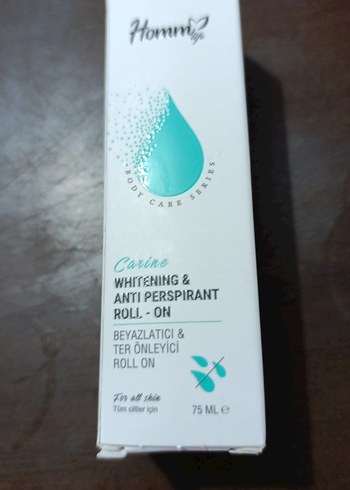 Homm life
BODY CARE SERIES
Carine
WHITENING &
ANTI PERSPIRANT
ROLL - ON
BEYAZLATICI &
TER ÖNLEYİCİ
ROLL ON
For all skin
Tüm ciltler için
75 ML ℮